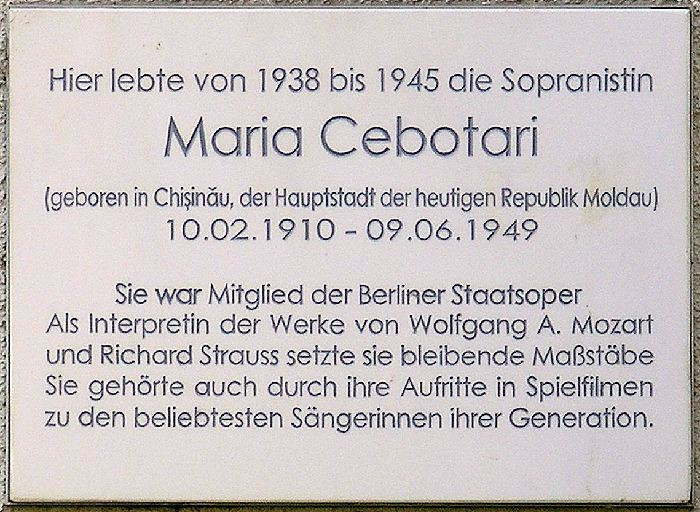 Hier lebte von 1938 bis 1945 die Sopranistin
Maria Cebotari
(geboren in Chişinău, der Hauptstadt der heutigen Republik Moldau)
10.02.1910 - 09.06.1949
Sie war Mitglied der Berliner Staatsoper
Als Interpretin der Werke von Wolfgang A. Mozart
und Richard Strauss setzte sie bleibende Maßstäbe
Sie gehörte auch durch ihre Aufritte in Spielfilmen
zu den beliebtesten Sängerinnen ihrer Generation.